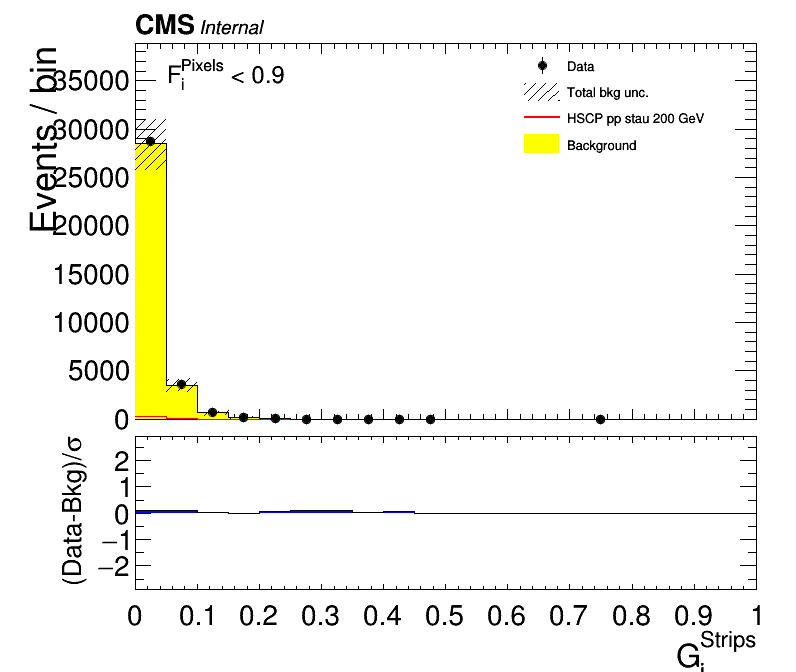 CMS Internal
F_i^Pixels < 0.9
Data
Total bkg unc.
HSCP pp stau 200 GeV
Background
Events / bin
35000
30000
25000
20000
15000
10000
5000
0
(Data-Bkg)/σ
2
1
0
−1
−2
0 0.1 0.2 0.3 0.4 0.5 0.6 0.7 0.8 0.9 1
G_i^Strips